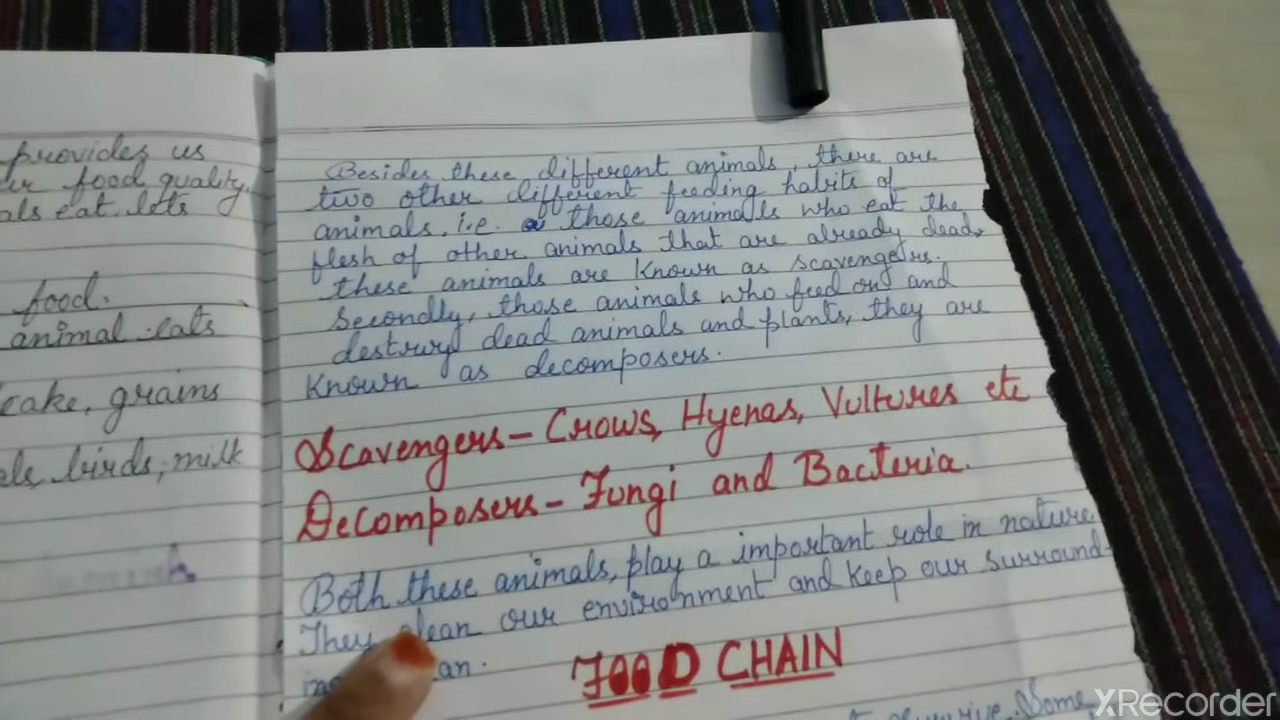 provides us
food quality.
als eat. lets
food.
animal eats
cake, grains
birds, milk
Besides these different animals, there are
two other different feeding habits of
animals, i.e. those animals who eat the
flesh of other animals that are already dead,
these animals are known as scavengers.
Secondly, those animals who feed on and
destruy dead animals and plants, they are
known as decomposers.
Scavengers- Crows, Hyenas, Vultures etc
Decomposers- Fungi and Bacteria.
Both these animals, play a important role in nature
They clean our environment and keep our surround-
an.
FOOD CHAIN
Some
XRecorder